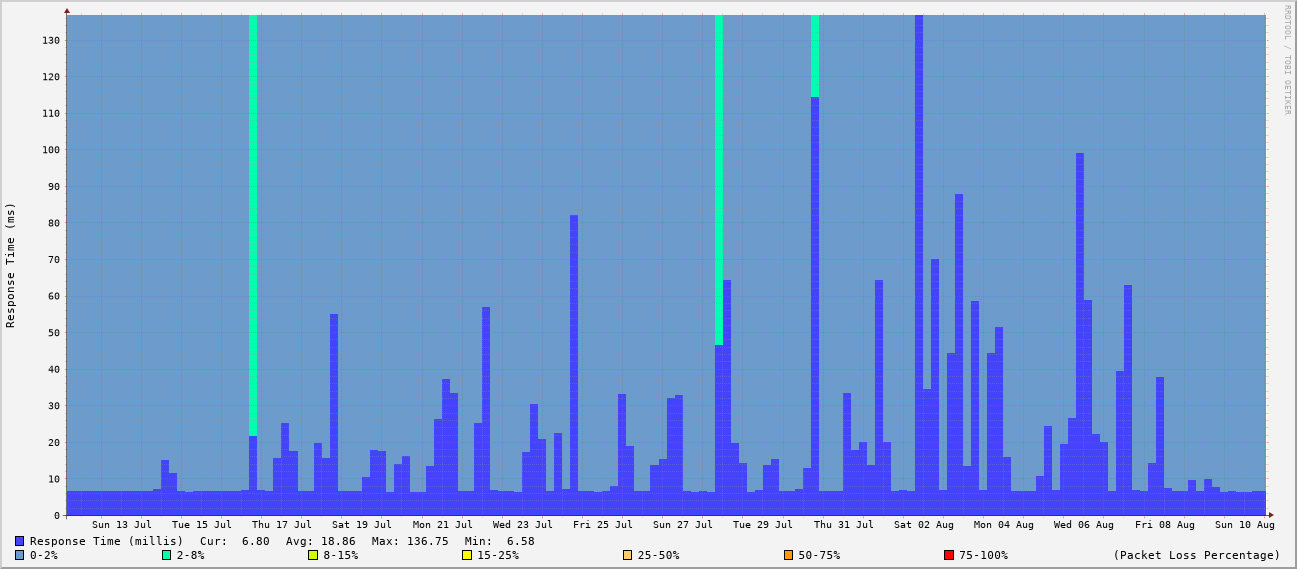 RRDTOOL / TOBI OETIKER
Response Time (ms)
130
120
110
100
90
80
70
60
50
40
30
20
10
0
Sun 13 Jul Tue 15 Jul Thu 17 Jul Sat 19 Jul Mon 21 Jul Wed 23 Jul Fri 25 Jul Sun 27 Jul Tue 29 Jul Thu 31 Jul Sat 02 Aug Mon 04 Aug Wed 06 Aug Fri 08 Aug Sun 10 Aug
Response Time (millis) Cur: 6.80 Avg: 18.86 Max: 136.75 Min: 6.58
0-2% 2-8% 8-15% 15-25% 25-50% 50-75% 75-100% (Packet Loss Percentage)